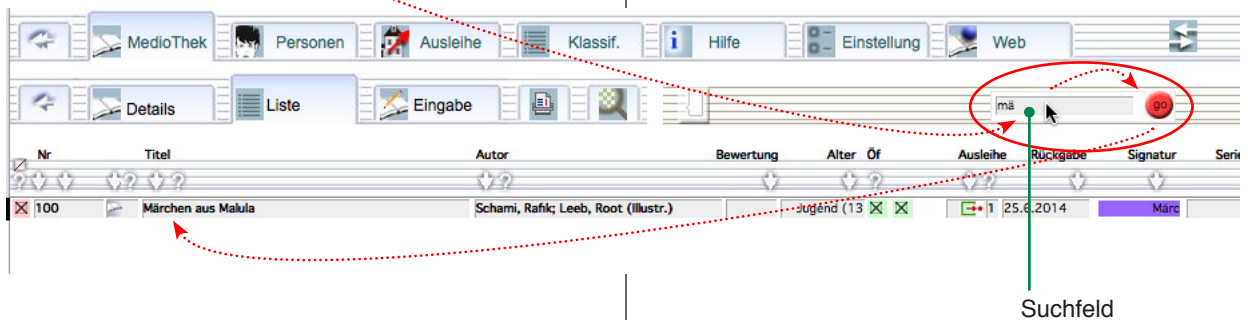 MedioThek Personen Ausleihe Klassif. i Hilfe Einstellung Web
Details Liste Eingabe mä go
Nr Titel Autor Bewertung Alter Öf Ausleihe Rückgabe Signatur Serie
? ? ? ? ? ?
100 Märchen aus Malula Schami, Rafik; Leeb, Root (Illustr.) Jugend (13 1 25.6.2014 Märc
Suchfeld